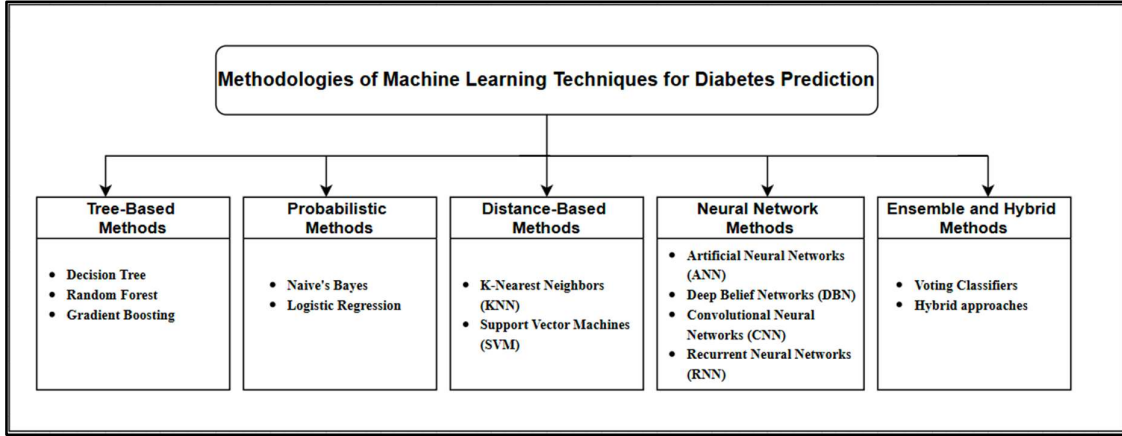 Methodologies of Machine Learning Techniques for Diabetes Prediction
Tree-Based
Methods
• Decision Tree
• Random Forest
• Gradient Boosting
Probabilistic
Methods
• Naive's Bayes
• Logistic Regression
Distance-Based
Methods
• K-Nearest Neighbors
(KNN)
• Support Vector Machines
(SVM)
Neural Network
Methods
• Artificial Neural Networks
(ANN)
• Deep Belief Networks (DBN)
• Convolutional Neural
Networks (CNN)
• Recurrent Neural Networks
(RNN)
Ensemble and Hybrid
Methods
• Voting Classifiers
• Hybrid approaches